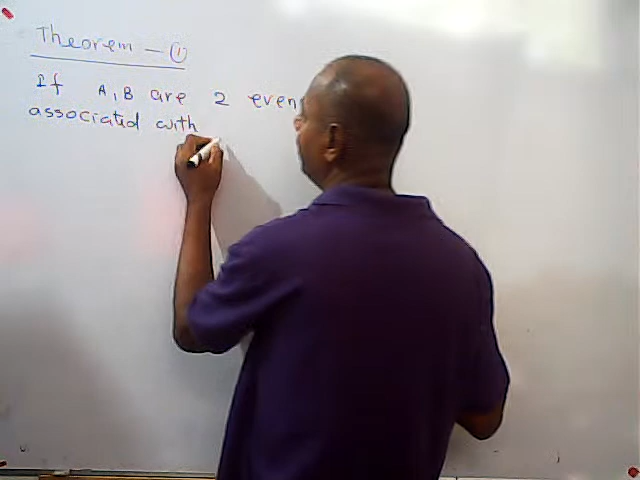 Theorem - ①
If A, B are 2 even
associated with